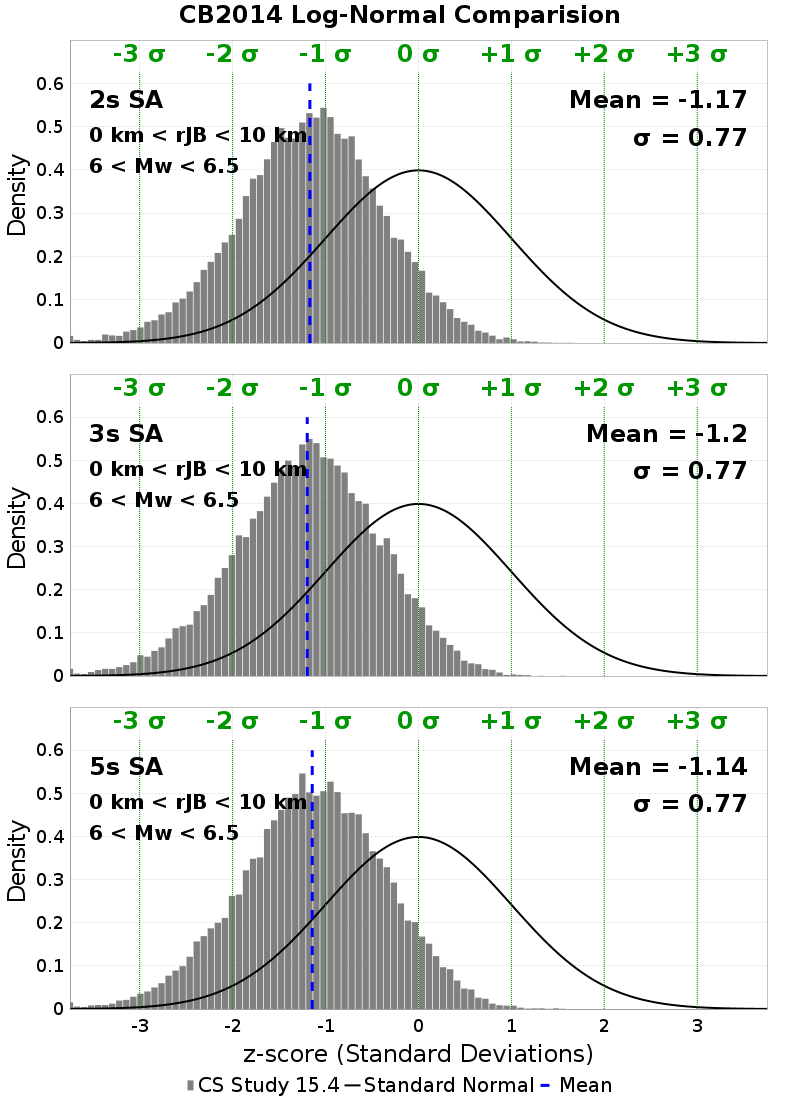 CB2014 Log-Normal Comparision
-3 σ -2 σ -1 σ 0 σ +1 σ +2 σ +3 σ
2s SA
Mean = -1.17
0 km < rJB < 10 km
σ = 0.77
6 < Mw < 6.5
Density
0.6
0.5
0.4
0.3
0.2
0.1
0
-3 σ -2 σ -1 σ 0 σ +1 σ +2 σ +3 σ
3s SA
Mean = -1.2
0 km < rJB < 10 km
σ = 0.77
6 < Mw < 6.5
Density
0.6
0.5
0.4
0.3
0.2
0.1
0
-3 σ -2 σ -1 σ 0 σ +1 σ +2 σ +3 σ
5s SA
Mean = -1.14
0 km < rJB < 10 km
σ = 0.77
6 < Mw < 6.5
Density
0.6
0.5
0.4
0.3
0.2
0.1
0
-3 -2 -1 0 1 2 3
z-score (Standard Deviations)
CS Study 15.4 Standard Normal Mean